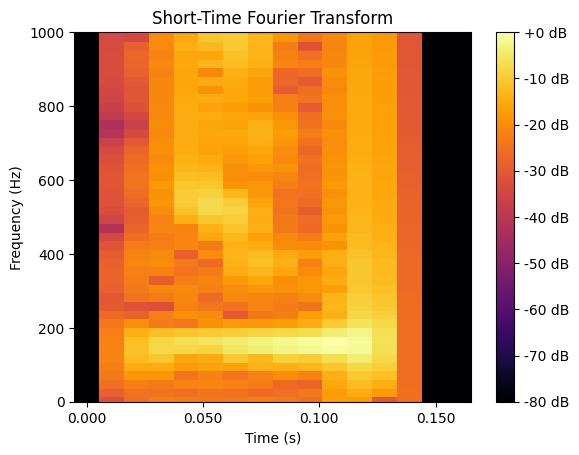 Short-Time Fourier Transform
1000
800
600
400
200
0
Frequency (Hz)
0.000
0.050
0.100
0.150
Time (s)
+0 dB
-10 dB
-20 dB
-30 dB
-40 dB
-50 dB
-60 dB
-70 dB
-80 dB